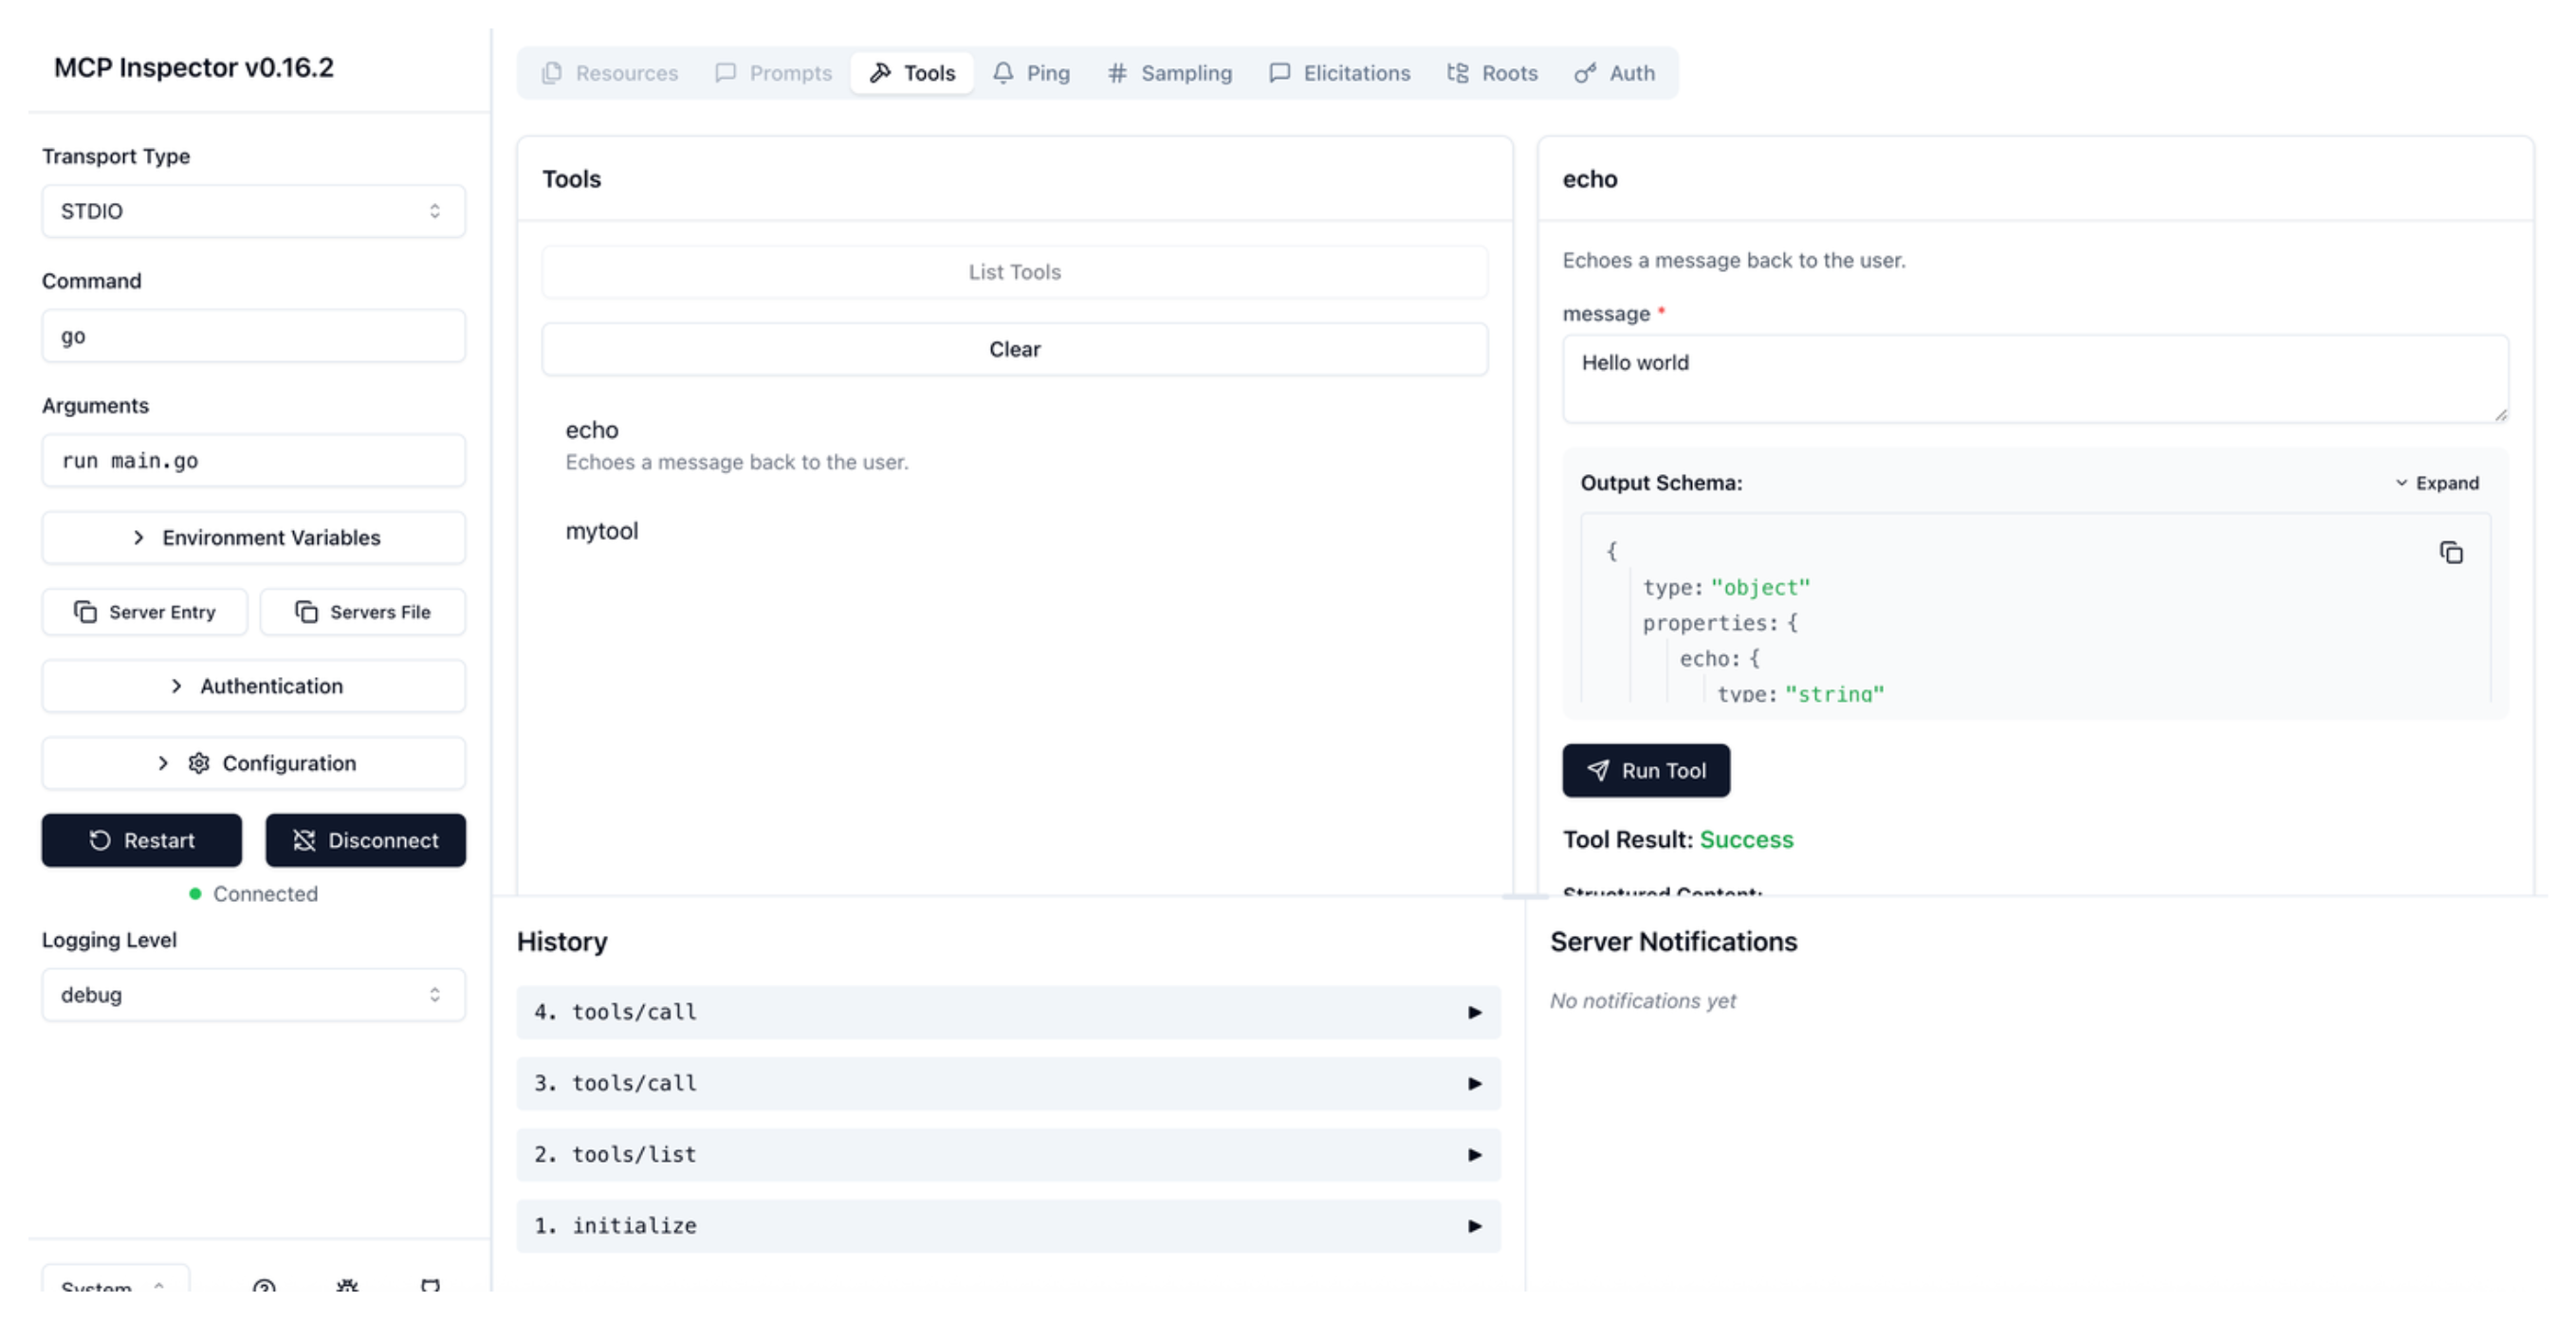 MCP Inspector v0.16.2
Transport Type
STDIO
Command
go
Arguments
run main.go
Environment Variables
Server Entry
Servers File
Authentication
Configuration
Restart
Disconnect
Connected
Logging Level
debug
System
Resources
Prompts
Tools
Ping
Sampling
Elicitations
Roots
Auth
Tools
List Tools
Clear
echo
Echoes a message back to the user.
mytool
echo
Echoes a message back to the user.
message *
Hello world
Output Schema:
Expand
{
type: "object"
properties: {
echo: {
type: "string"
Run Tool
Tool Result: Success
Structured Content:
History
4. tools/call
3. tools/call
2. tools/list
1. initialize
Server Notifications
No notifications yet